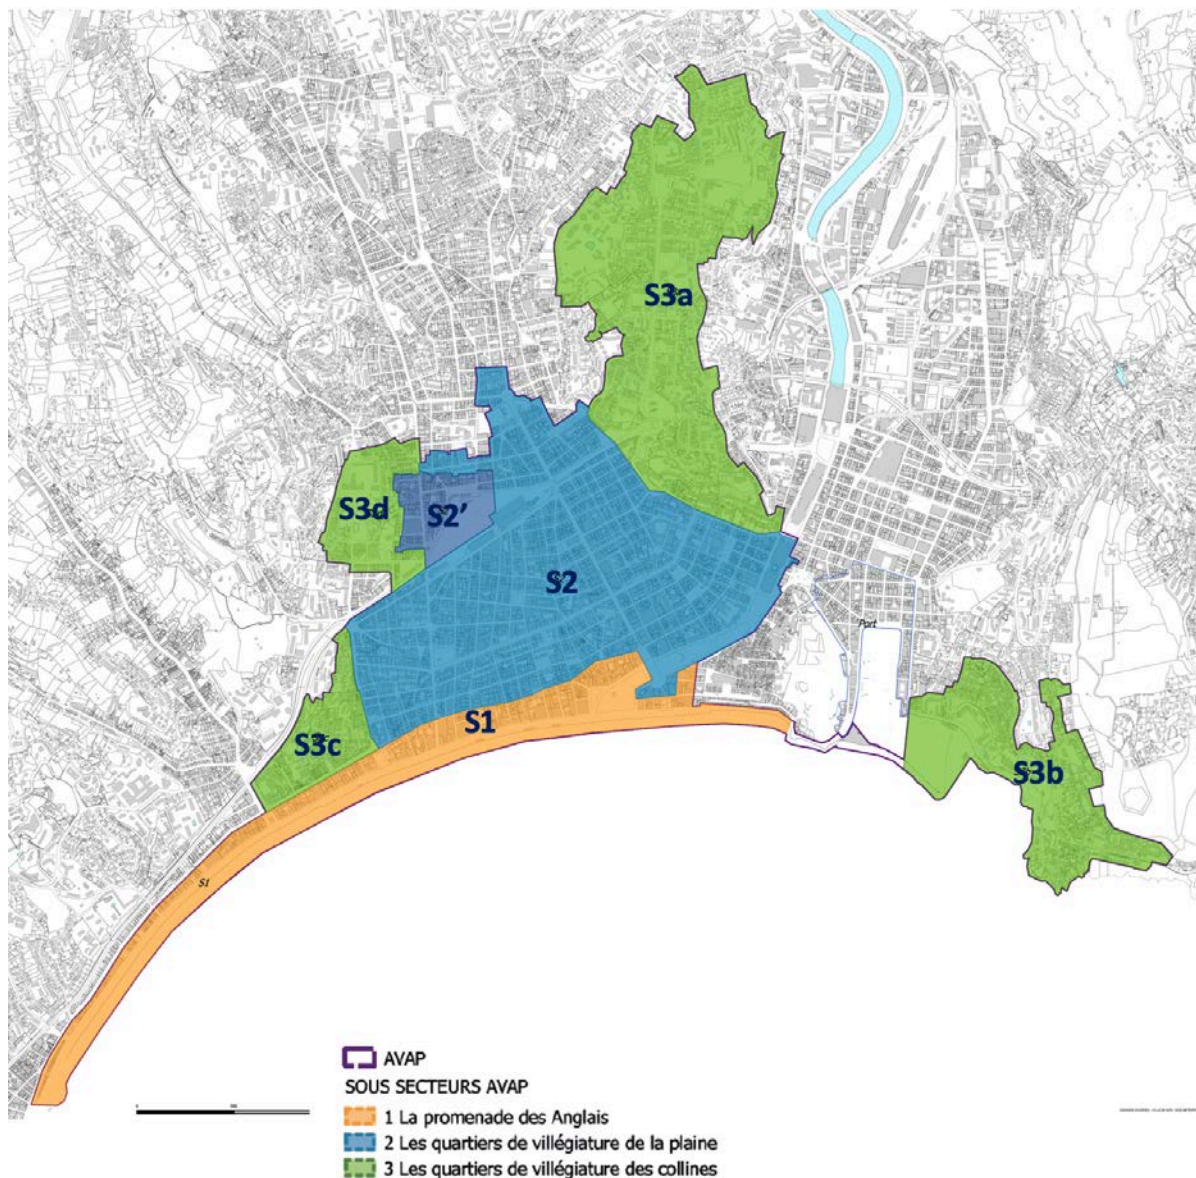 S3a
S3d
S2’
S2
Port
S1
S3c
S3b
S1
AVAP
SOUS SECTEURS AVAP
1 La promenade des Anglais
2 Les quartiers de villégiature de la plaine
3 Les quartiers de villégiature des collines